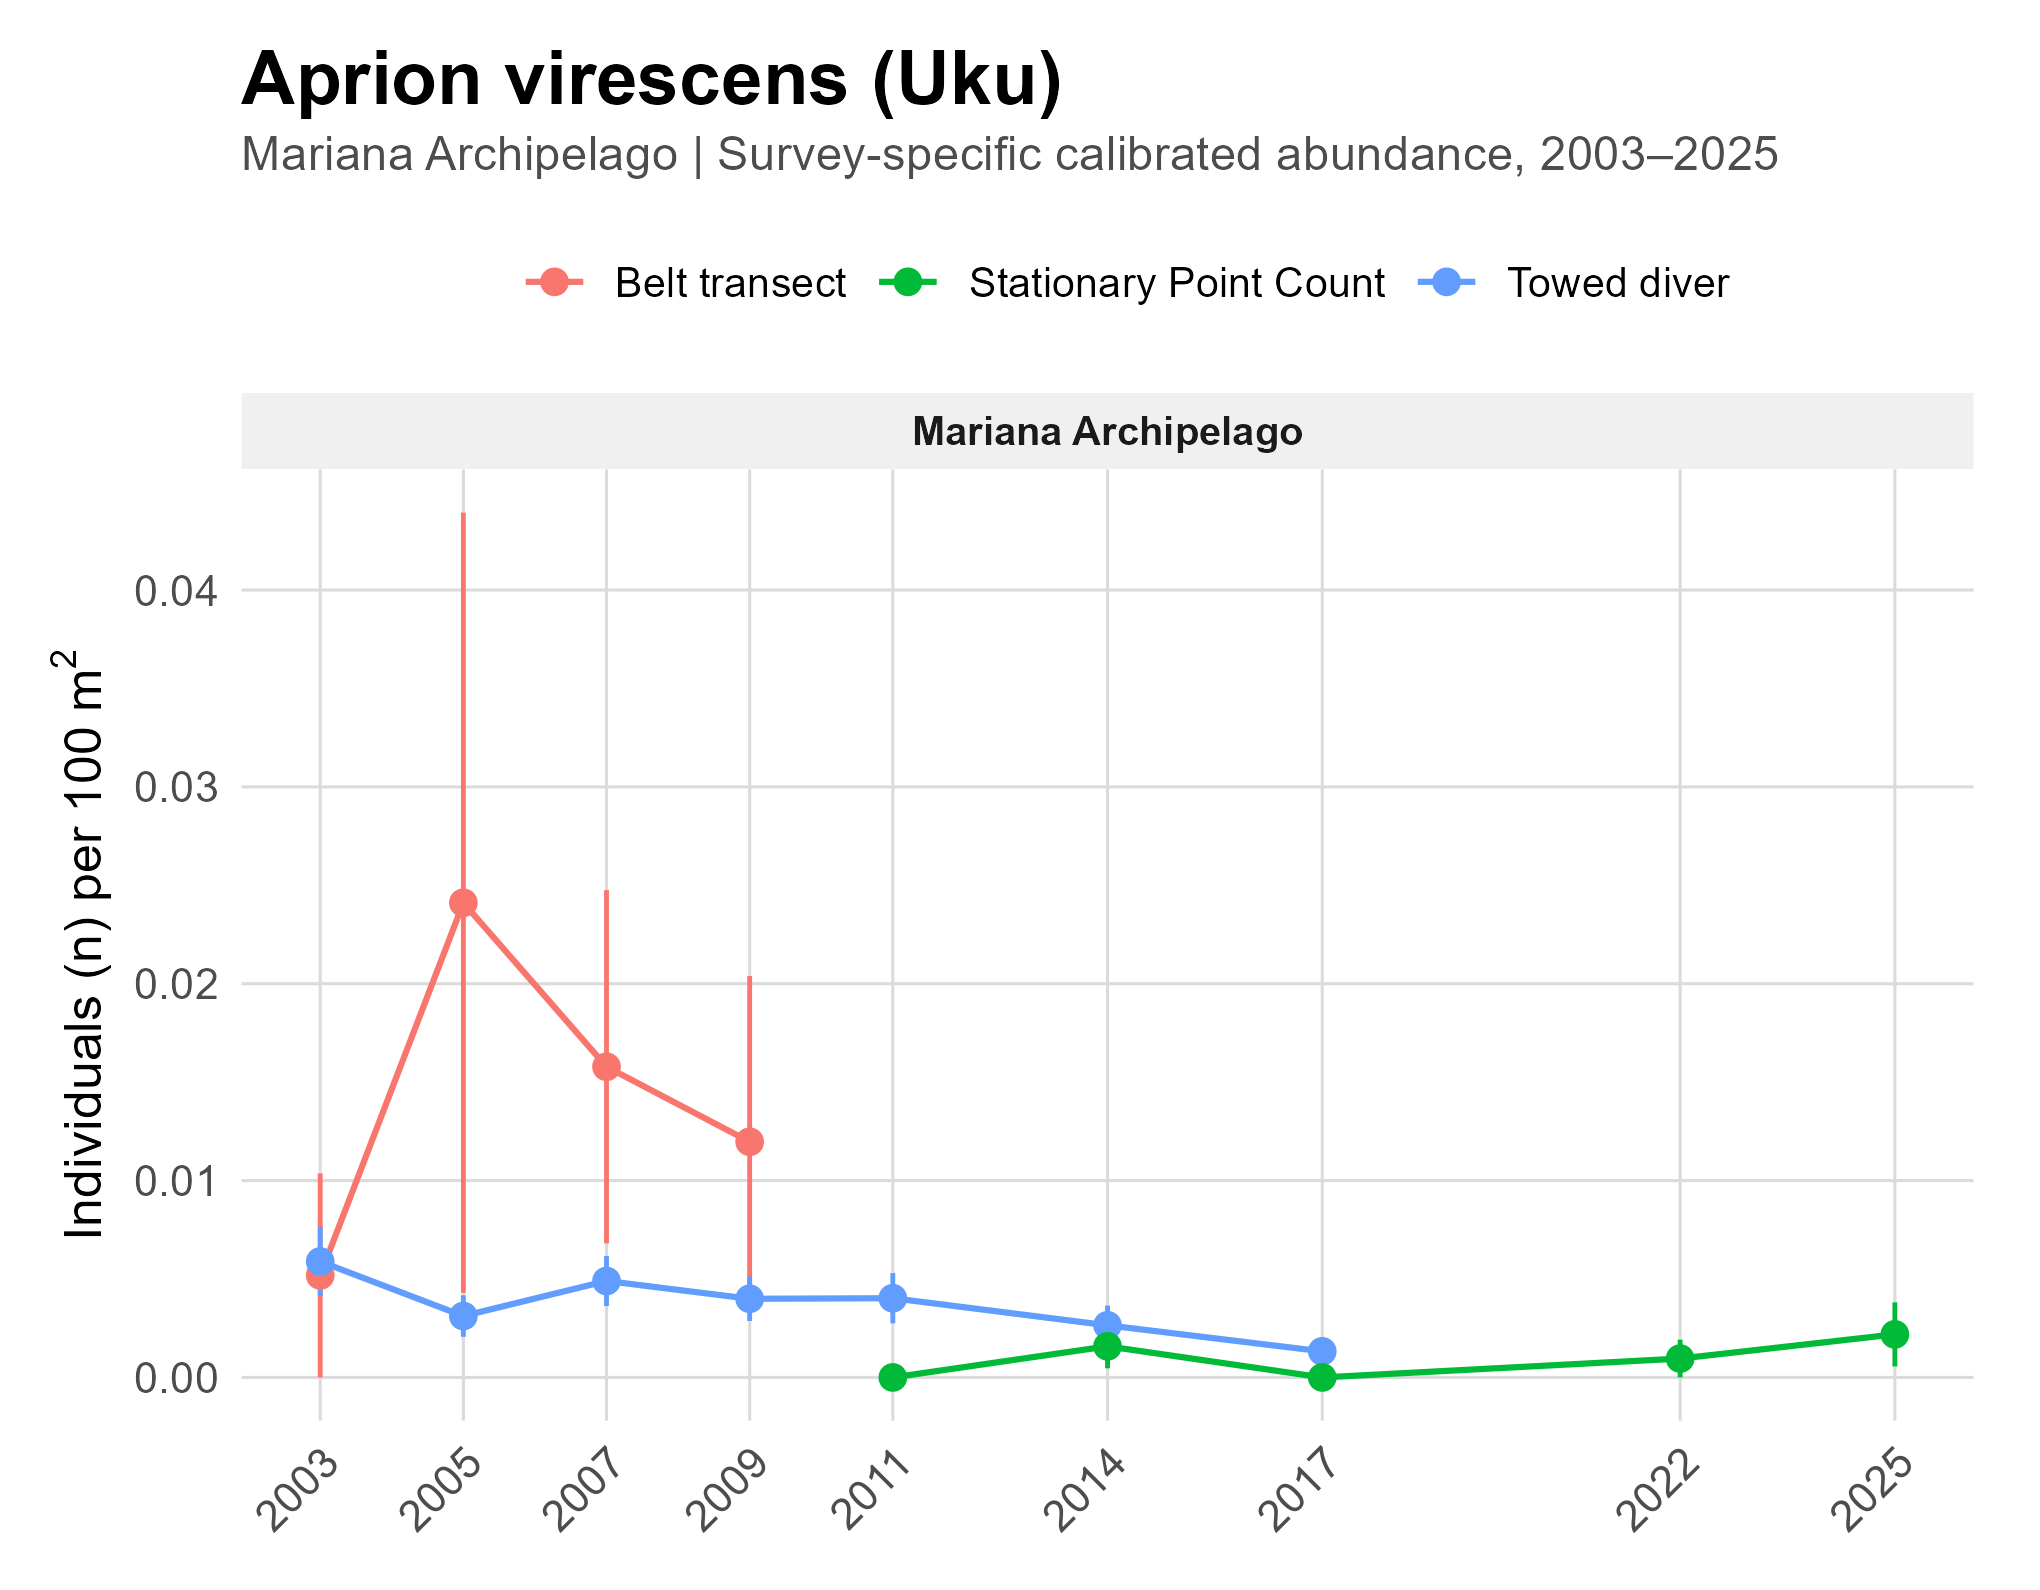 Aprion virescens (Uku)
Mariana Archipelago | Survey-specific calibrated abundance, 2003–2025
Belt transect
Stationary Point Count
Towed diver
Mariana Archipelago
Individuals (n) per 100 m²
0.04
0.03
0.02
0.01
0.00
2003
2005
2007
2009
2011
2014
2017
2022
2025